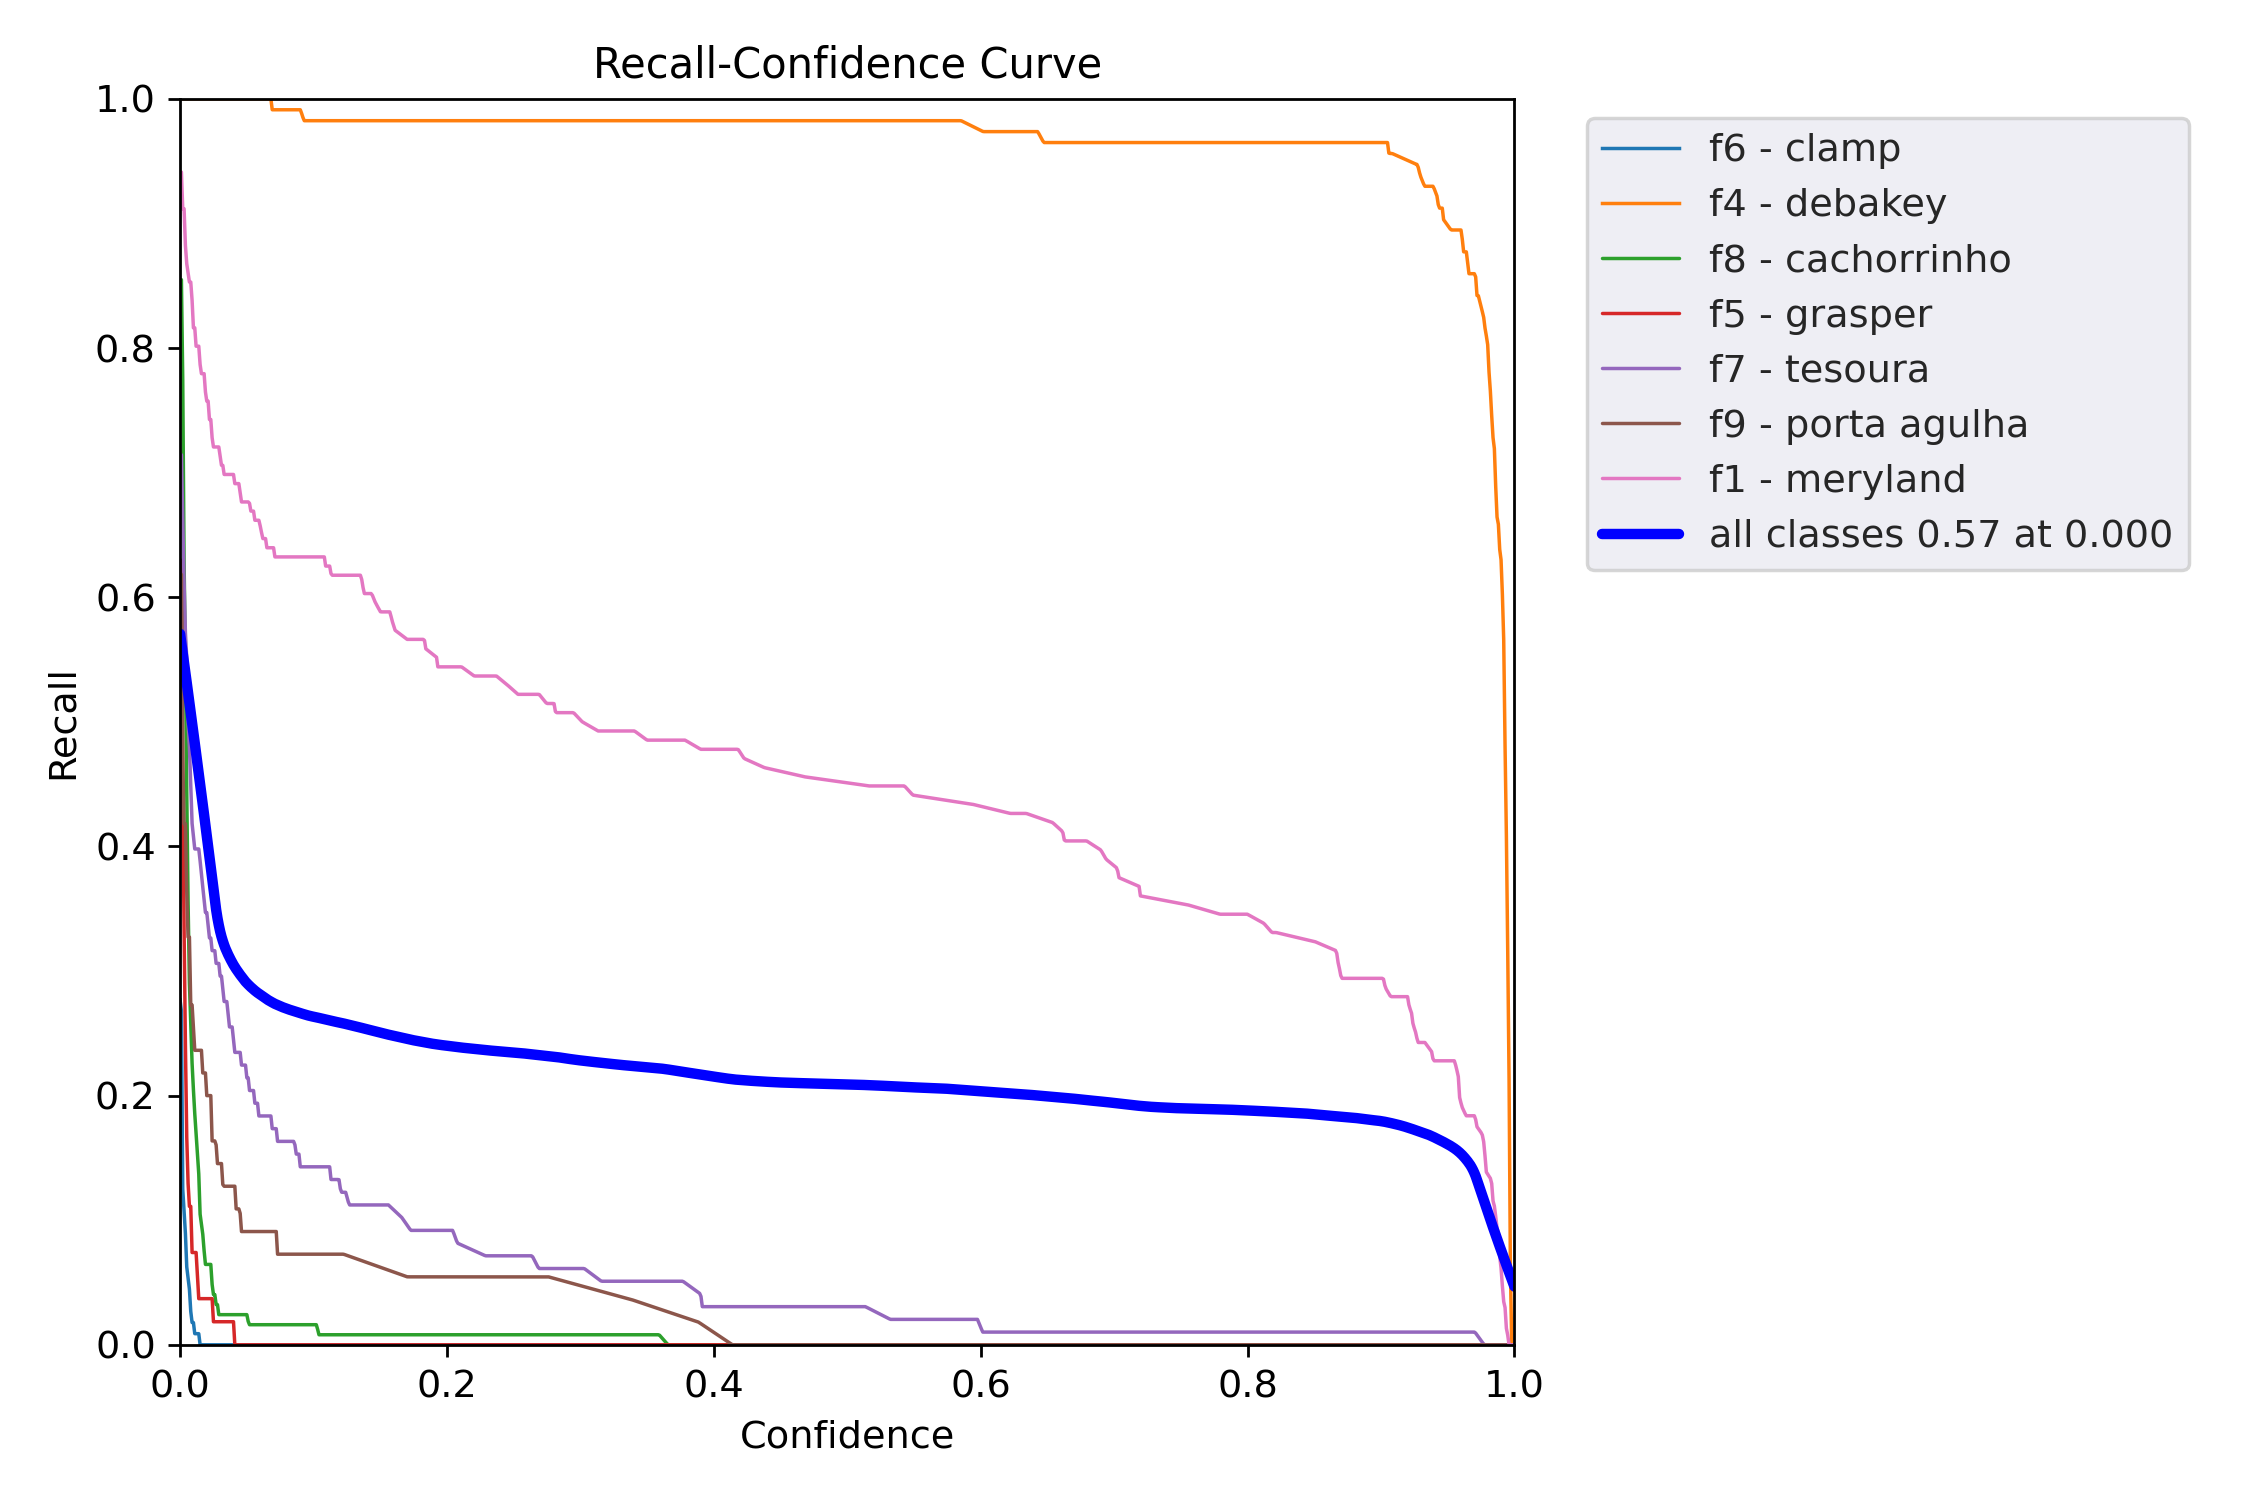 Recall-Confidence Curve
1.0
0.8
0.6
0.4
0.2
0.0
Recall
0.0 0.2 0.4 0.6 0.8 1.0
Confidence
f6 - clamp
f4 - debakey
f8 - cachorrinho
f5 - grasper
f7 - tesoura
f9 - porta agulha
f1 - meryland
all classes 0.57 at 0.000